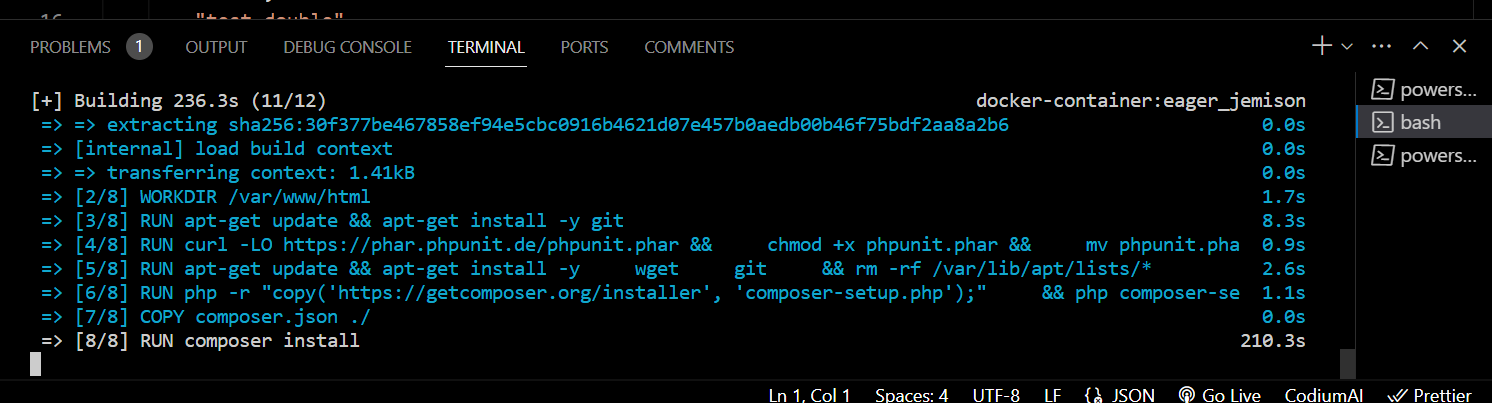 16 "test double"
PROBLEMS 1 OUTPUT DEBUG CONSOLE TERMINAL PORTS COMMENTS
[+] Building 236.3s (11/12) docker-container:eager_jemison
=> => extracting sha256:30f377be467858ef94e5cbc0916b4621d07e457b0aedb00b46f75bdf2aa8a2b6 0.0s
=> [internal] load build context 0.0s
=> => transferring context: 1.41kB 0.0s
=> [2/8] WORKDIR /var/www/html 1.7s
=> [3/8] RUN apt-get update && apt-get install -y git 8.3s
=> [4/8] RUN curl -LO https://phar.phpunit.de/phpunit.phar && chmod +x phpunit.phar && mv phpunit.pha 0.9s
=> [5/8] RUN apt-get update && apt-get install -y wget git && rm -rf /var/lib/apt/lists/* 2.6s
=> [6/8] RUN php -r "copy('https://getcomposer.org/installer', 'composer-setup.php');" && php composer-se 1.1s
=> [7/8] COPY composer.json ./ 0.0s
=> [8/8] RUN composer install 210.3s
powers...
bash
powers...
Ln 1, Col 1 Spaces: 4 UTF-8 LF JSON Go Live CodiumAI Prettier